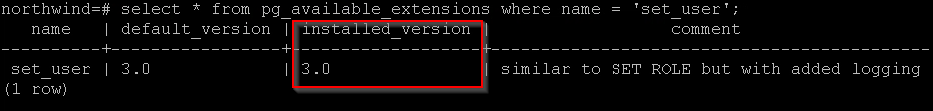 northwind=# select * from pg_available_extensions where name = 'set_user';
   name   | default_version | installed_version |                  comment
----------+-----------------+-------------------+--------------------------------------------
 set_user | 3.0             | 3.0               | similar to SET ROLE but with added logging
(1 row)